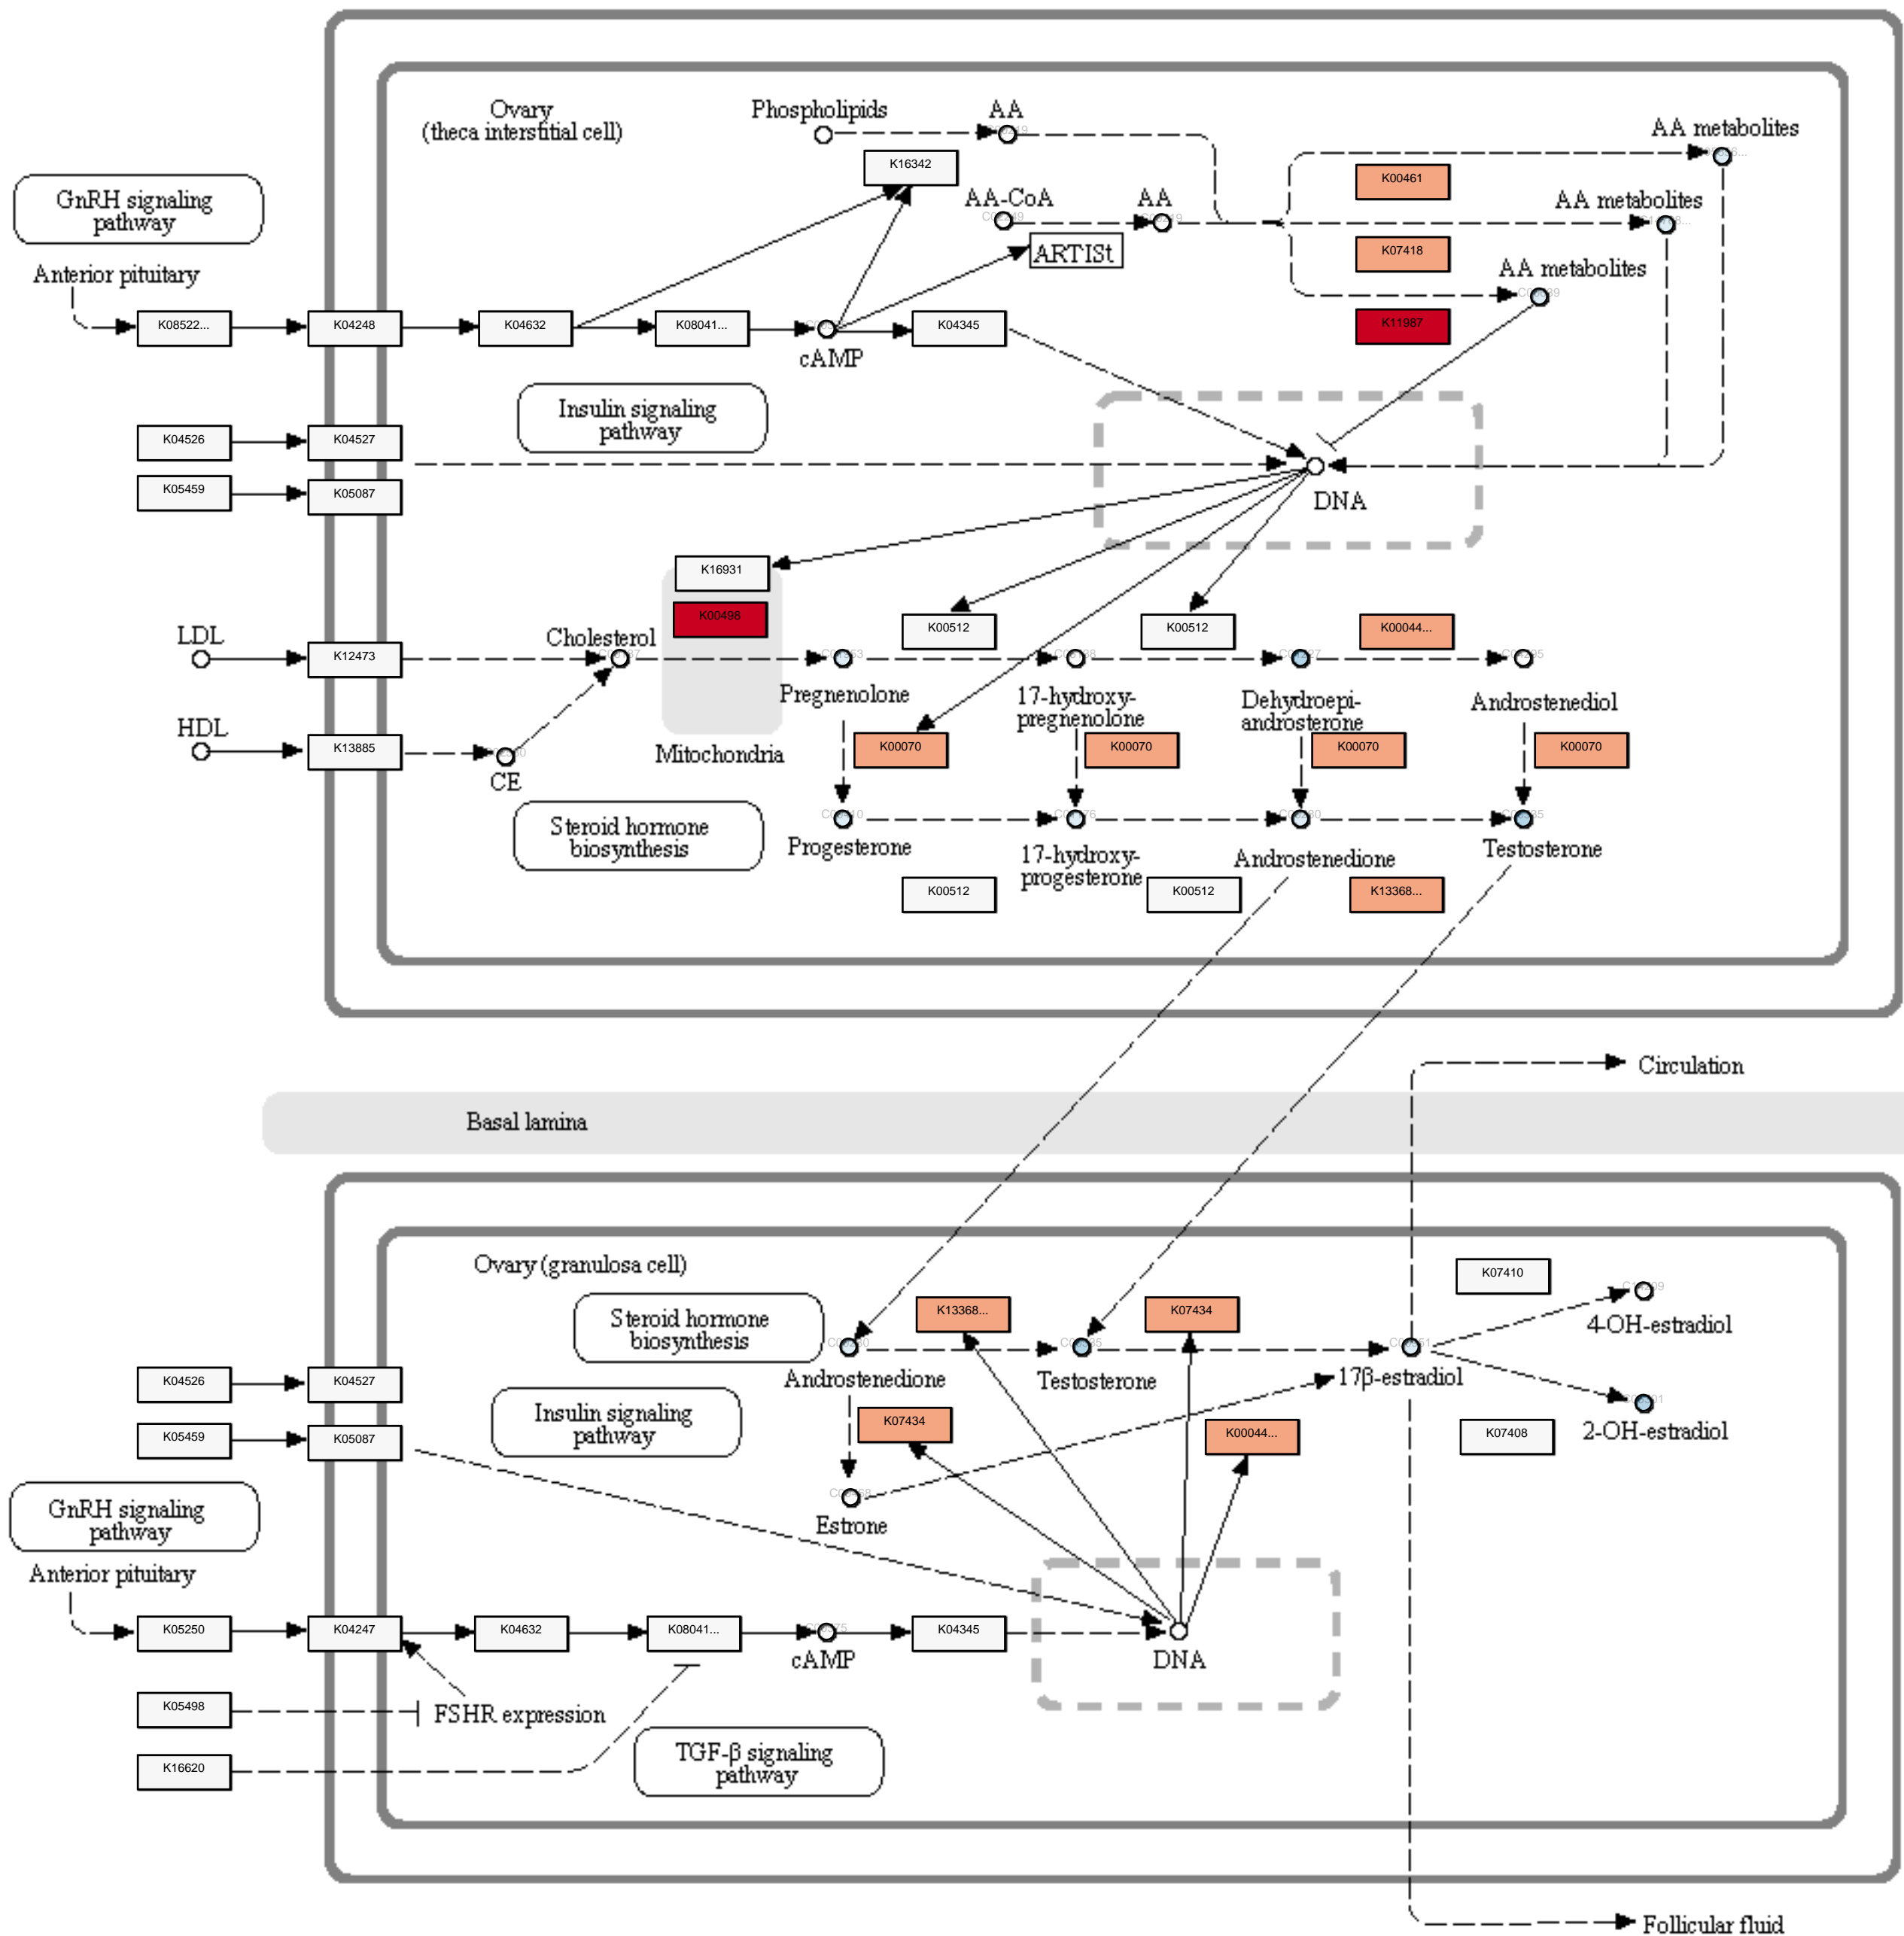 Ovary
(theca interstitial cell)
Phospholipids
AA
AA metabolites
K16342
K00461
GnRH signaling
pathway
AA-CoA
AA
AA metabolites
ARTISt
K07418
Anterior pituitary
AA metabolites
K08522...
K04248
K04632
K08041...
cAMP
K04345
K11987
Insulin signaling
pathway
K04526
K04527
K05459
K05087
DNA
K16931
K00498
K00512
K00512
K00044...
LDL
K12473
Cholesterol
Pregnenolone
17-hydroxy-
pregnenolone
Dehydroepi-
androsterone
Androstenediol
HDL
K13885
CE
Mitochondria
K00070
K00070
K00070
K00070
Steroid hormone
biosynthesis
Progesterone
17-hydroxy-
progesterone
Androstenedione
Testosterone
K00512
K00512
K13368...
Circulation
Basal lamina
Ovary (granulosa cell)
K07410
Steroid hormone
biosynthesis
K13368...
K07434
4-OH-estradiol
Androstenedione
Testosterone
17β-estradiol
K04526
K04527
Insulin signaling
pathway
K07434
K00044...
K07408
2-OH-estradiol
K05459
K05087
GnRH signaling
pathway
Estrone
Anterior pituitary
K05250
K04247
K04632
K08041...
cAMP
K04345
DNA
K05498
FSHR expression
K16620
TGF-β signaling
pathway
Follicular fluid